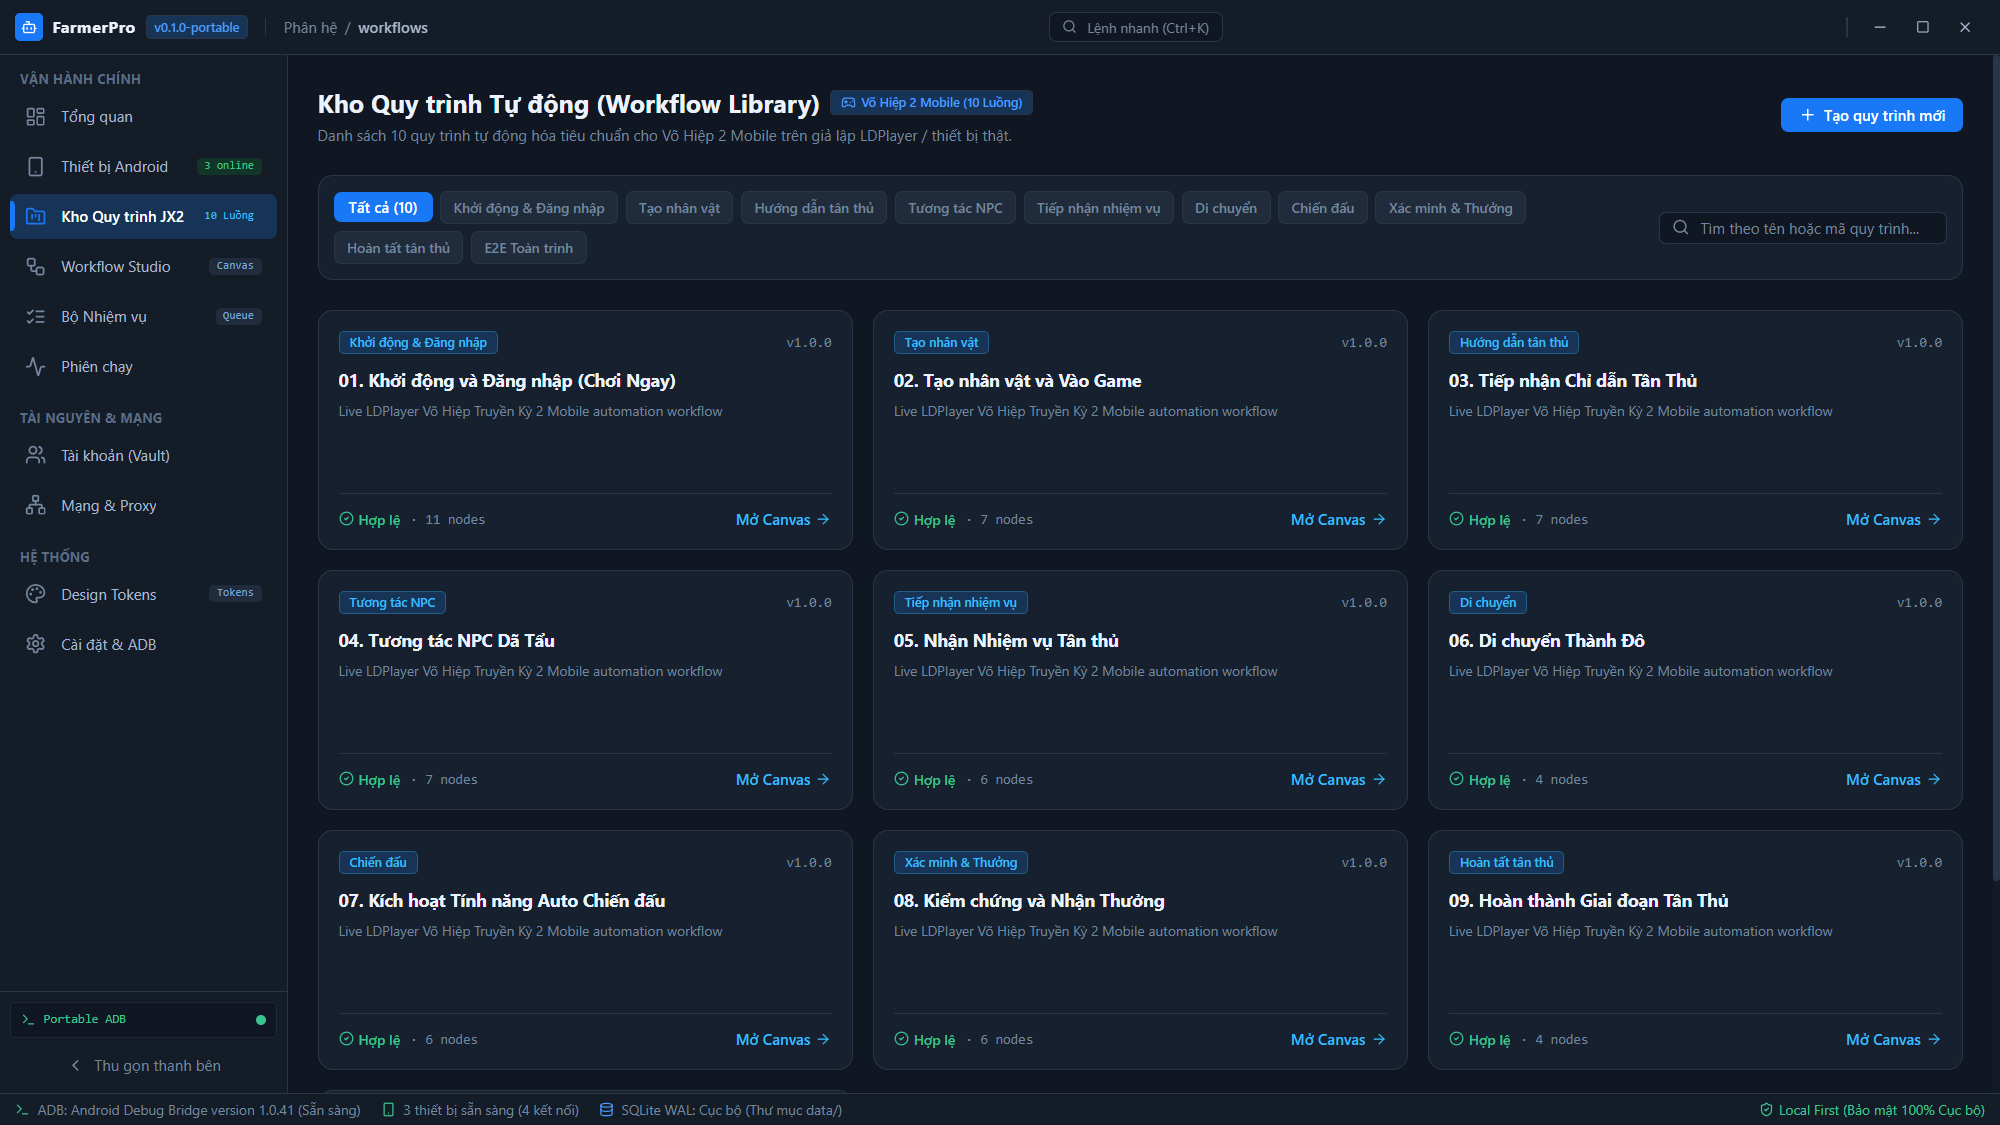 FarmerPro v0.1.0-portable Phân hệ / workflows Lệnh nhanh (Ctrl+K)
VẬN HÀNH CHÍNH
Tổng quan
Thiết bị Android 3 online
Kho Quy trình JX2 10 Luồng
Workflow Studio Canvas
Bộ Nhiệm vụ Queue
Phiên chạy
TÀI NGUYÊN & MẠNG
Tài khoản (Vault)
Mạng & Proxy
HỆ THỐNG
Design Tokens Tokens
Cài đặt & ADB
Portable ADB
Thu gọn thanh bên
Kho Quy trình Tự động (Workflow Library) Võ Hiệp 2 Mobile (10 Luồng)
Danh sách 10 quy trình tự động hóa tiêu chuẩn cho Võ Hiệp 2 Mobile trên giả lập LDPlayer / thiết bị thật.
Tạo quy trình mới
Tất cả (10) Khởi động & Đăng nhập Tạo nhân vật Hướng dẫn tân thủ Tương tác NPC Tiếp nhận nhiệm vụ Di chuyển Chiến đấu Xác minh & Thưởng
Hoàn tất tân thủ E2E Toàn trình
Tìm theo tên hoặc mã quy trình...
Khởi động & Đăng nhập v1.0.0
01. Khởi động và Đăng nhập (Chơi Ngay)
Live LDPlayer Võ Hiệp Truyền Kỳ 2 Mobile automation workflow
Hợp lệ · 11 nodes Mở Canvas
Tạo nhân vật v1.0.0
02. Tạo nhân vật và Vào Game
Live LDPlayer Võ Hiệp Truyền Kỳ 2 Mobile automation workflow
Hợp lệ · 7 nodes Mở Canvas
Hướng dẫn tân thủ v1.0.0
03. Tiếp nhận Chỉ dẫn Tân Thủ
Live LDPlayer Võ Hiệp Truyền Kỳ 2 Mobile automation workflow
Hợp lệ · 7 nodes Mở Canvas
Tương tác NPC v1.0.0
04. Tương tác NPC Dã Tẩu
Live LDPlayer Võ Hiệp Truyền Kỳ 2 Mobile automation workflow
Hợp lệ · 7 nodes Mở Canvas
Tiếp nhận nhiệm vụ v1.0.0
05. Nhận Nhiệm vụ Tân thủ
Live LDPlayer Võ Hiệp Truyền Kỳ 2 Mobile automation workflow
Hợp lệ · 6 nodes Mở Canvas
Di chuyển v1.0.0
06. Di chuyển Thành Đô
Live LDPlayer Võ Hiệp Truyền Kỳ 2 Mobile automation workflow
Hợp lệ · 4 nodes Mở Canvas
Chiến đấu v1.0.0
07. Kích hoạt Tính năng Auto Chiến đấu
Live LDPlayer Võ Hiệp Truyền Kỳ 2 Mobile automation workflow
Hợp lệ · 6 nodes Mở Canvas
Xác minh & Thưởng v1.0.0
08. Kiểm chứng và Nhận Thưởng
Live LDPlayer Võ Hiệp Truyền Kỳ 2 Mobile automation workflow
Hợp lệ · 6 nodes Mở Canvas
Hoàn tất tân thủ v1.0.0
09. Hoàn thành Giai đoạn Tân Thủ
Live LDPlayer Võ Hiệp Truyền Kỳ 2 Mobile automation workflow
Hợp lệ · 4 nodes Mở Canvas
ADB: Android Debug Bridge version 1.0.41 (Sẵn sàng) 3 thiết bị sẵn sàng (4 kết nối) SQLite WAL: Cục bộ (Thư mục data/) Local First (Bảo mật 100% Cục bộ)